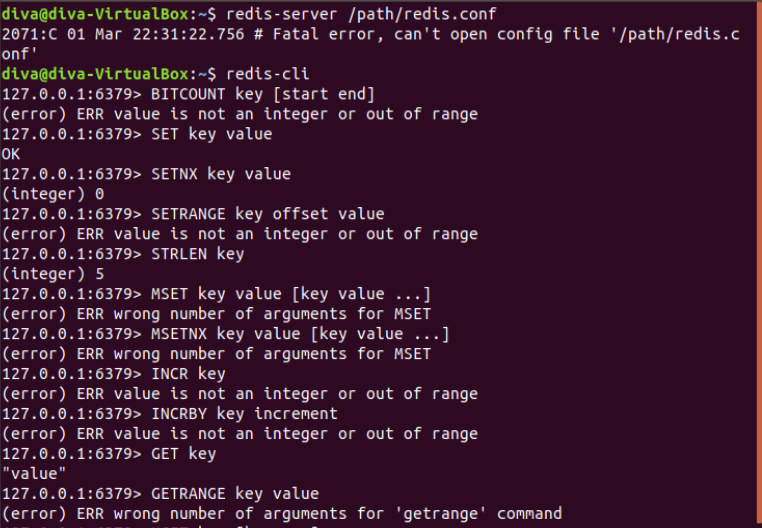 diva@diva-VirtualBox:~$ redis-server /path/redis.conf
2071:C 01 Mar 22:31:22.756 # Fatal error, can't open config file '/path/redis.c
onf'
diva@diva-VirtualBox:~$ redis-cli
127.0.0.1:6379> BITCOUNT key [start end]
(error) ERR value is not an integer or out of range
127.0.0.1:6379> SET key value
OK
127.0.0.1:6379> SETNX key value
(integer) 0
127.0.0.1:6379> SETRANGE key offset value
(error) ERR value is not an integer or out of range
127.0.0.1:6379> STRLEN key
(integer) 5
127.0.0.1:6379> MSET key value [key value ...]
(error) ERR wrong number of arguments for MSET
127.0.0.1:6379> MSETNX key value [key value ...]
(error) ERR wrong number of arguments for MSET
127.0.0.1:6379> INCR key
(error) ERR value is not an integer or out of range
127.0.0.1:6379> INCRBY key increment
(error) ERR value is not an integer or out of range
127.0.0.1:6379> GET key
"value"
127.0.0.1:6379> GETRANGE key value
(error) ERR wrong number of arguments for 'getrange' command